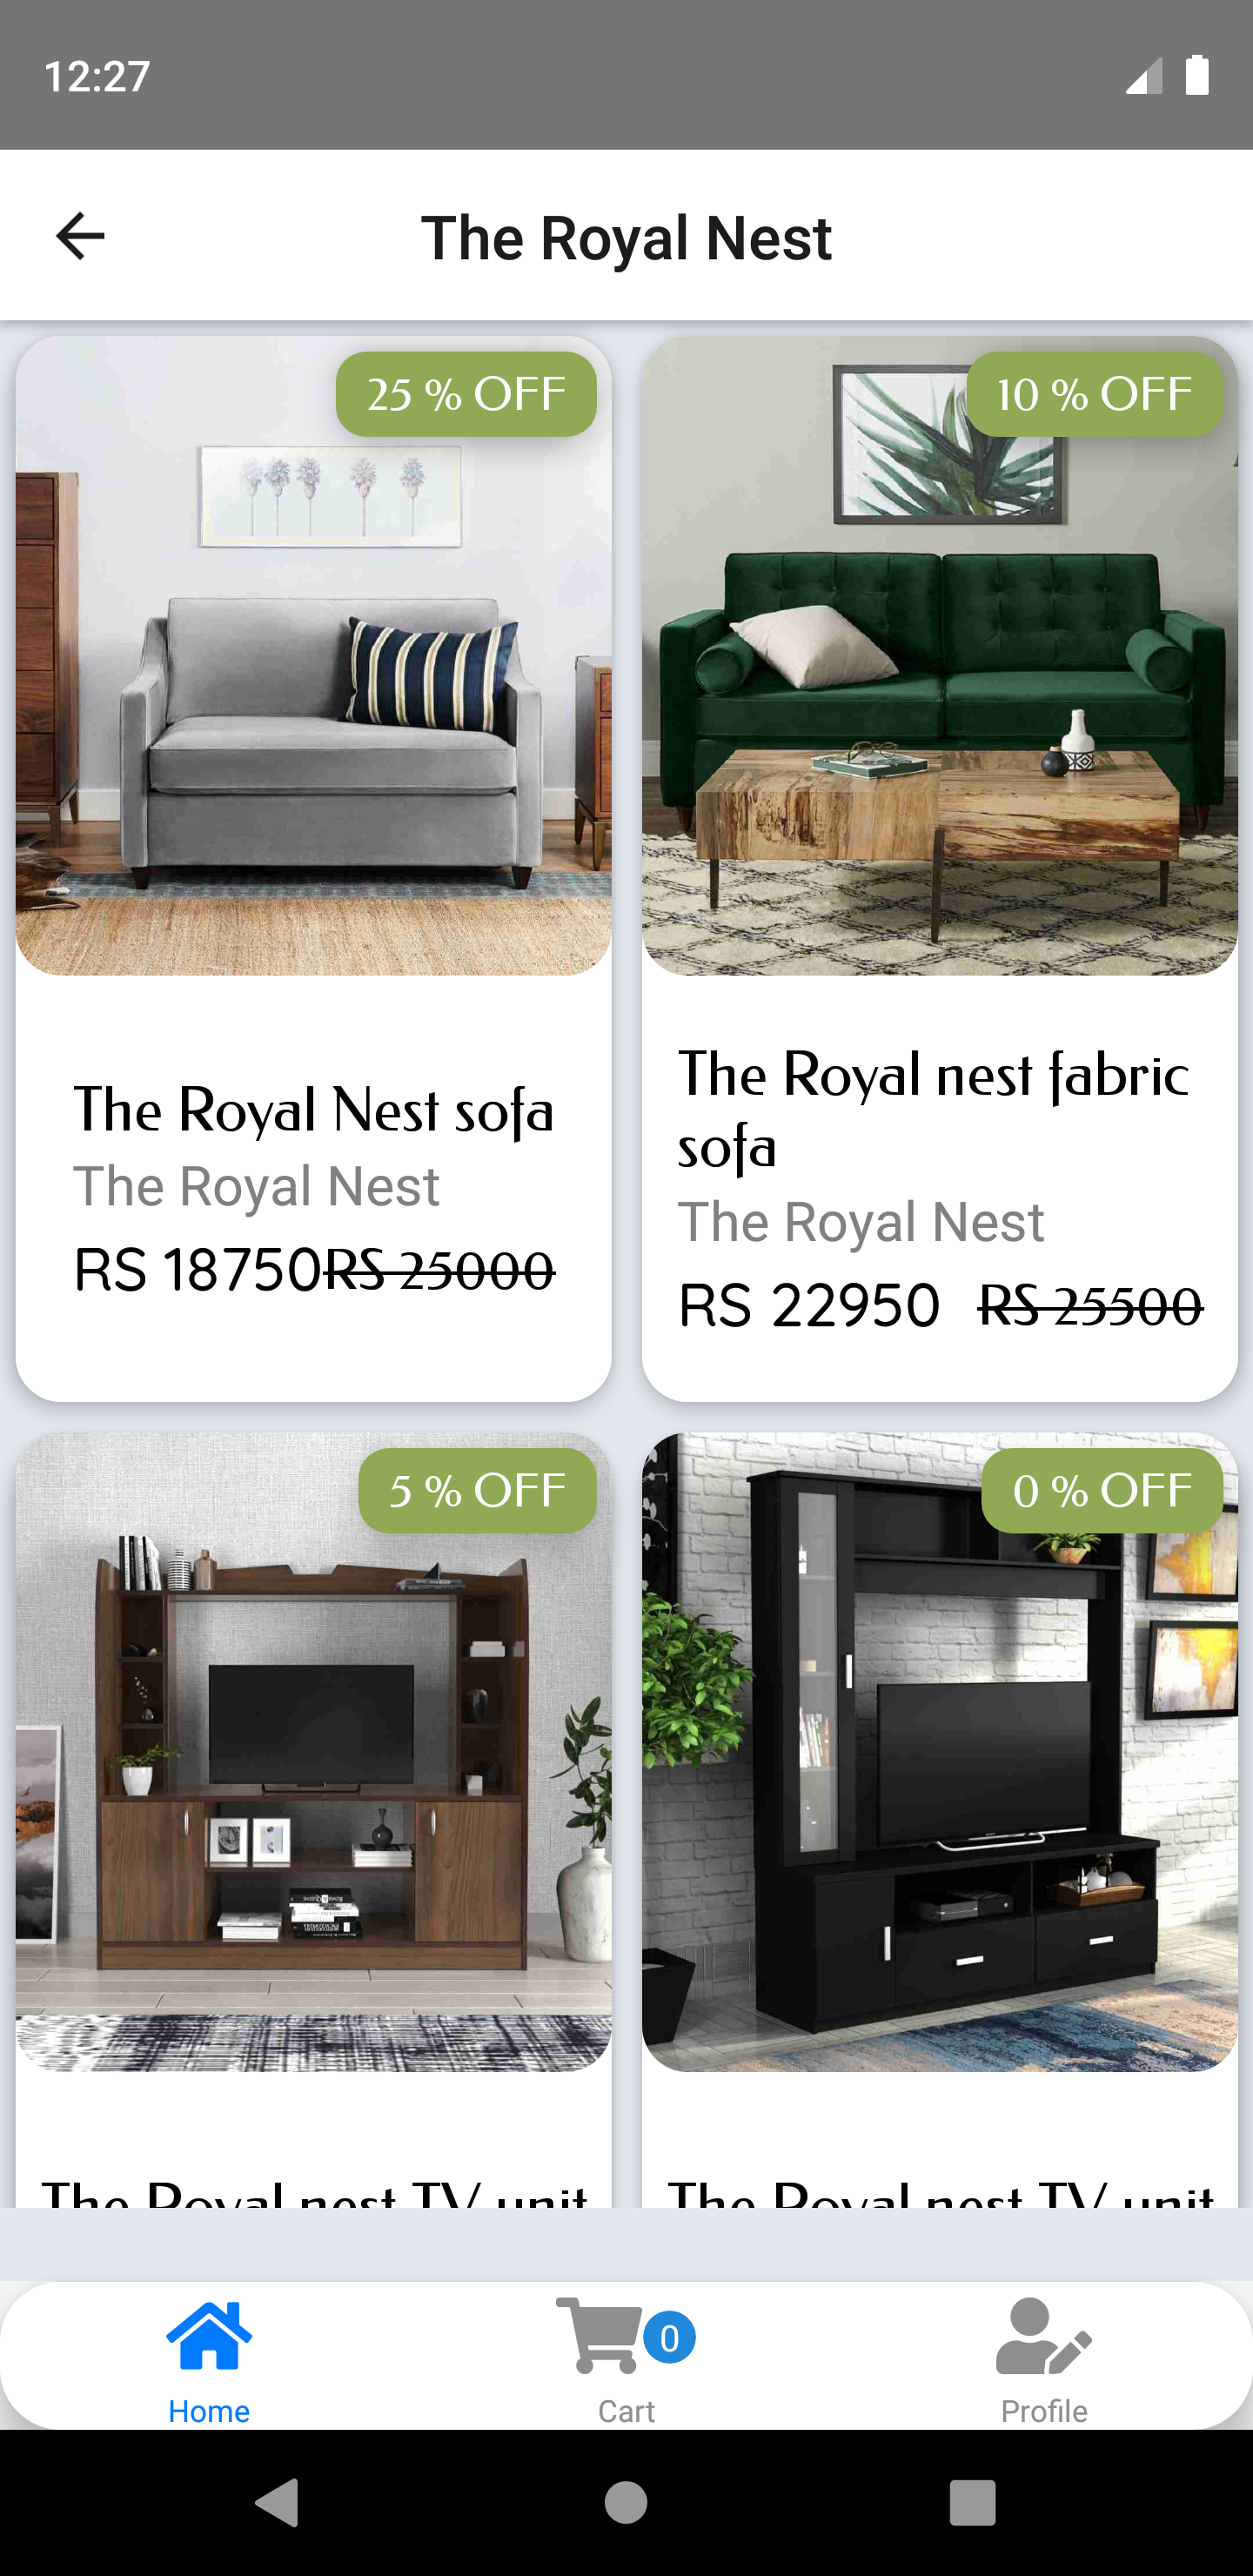 12:27
The Royal Nest
25 % OFF
10 % OFF
The Royal Nest sofa
The Royal Nest
RS 18750 RS 25000
The Royal nest fabric
sofa
The Royal Nest
RS 22950 RS 25500
5 % OFF
0 % OFF
The Royal nest TV unit
The Royal nest TV unit
0
Home
Cart
Profile